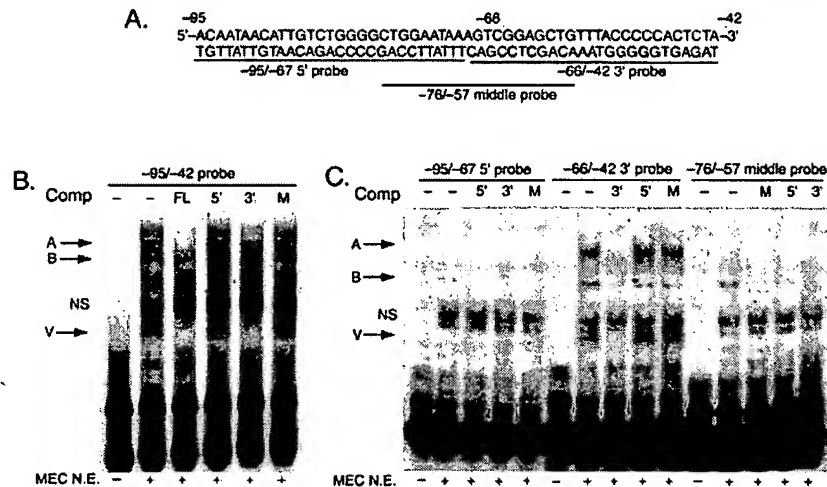 A.
−95 −66 −42
5'−ACAATAACATTGTCTGGGGCTGGAATAAAGTCGGAGCTGTTTACCCCCACTCTA−3'
TGTTATTGTAACAGACCCCGACCTTATTTCAGCCTCGACAAATGGGGGTGAGAT
−95/−67 5' probe −66/−42 3' probe
−76/−57 middle probe
B.
−95/−42 probe
Comp − − FL 5' 3' M
A
B
NS
V
MEC N.E. − + + + + +
C.
−95/−67 5' probe −66/−42 3' probe −76/−57 middle probe
Comp − − 5' 3' M − − 3' 5' M − − M 5' 3'
A
B
NS
V
MEC N.E. − + + + + − + + + + − + + + +